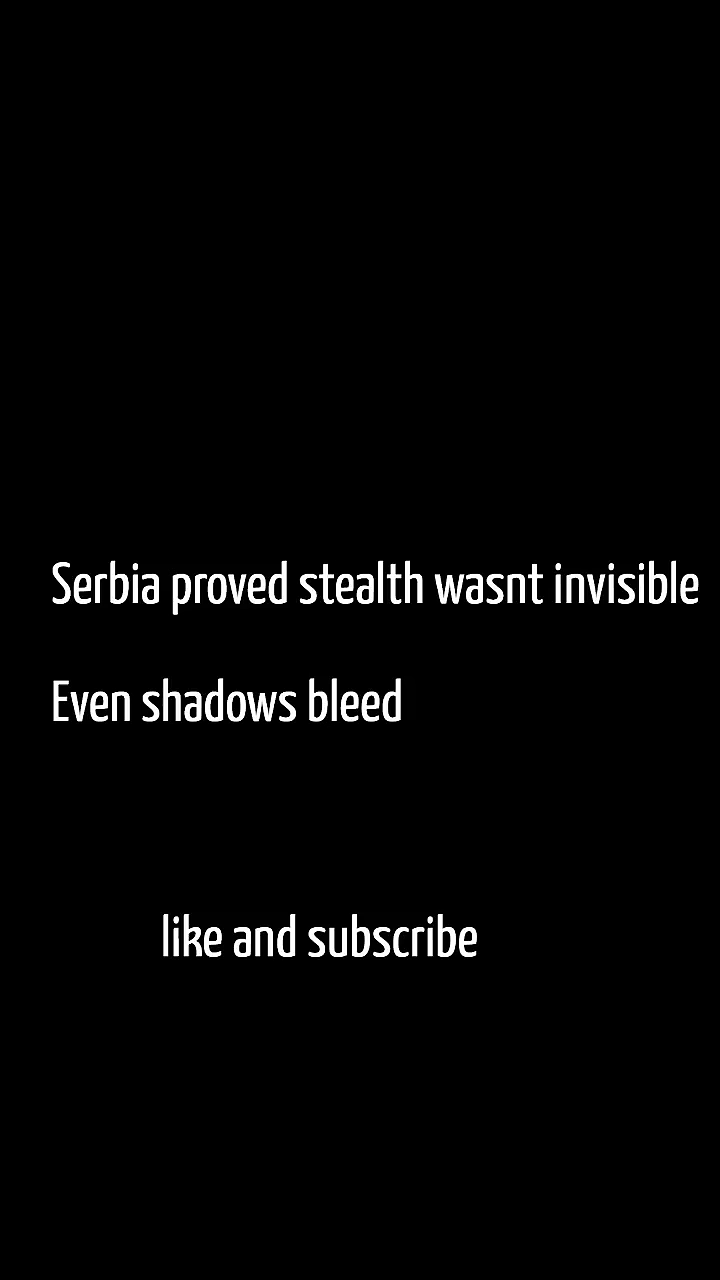 Serbia proved stealth wasnt invisible
Even shadows bleed
like and subscribe